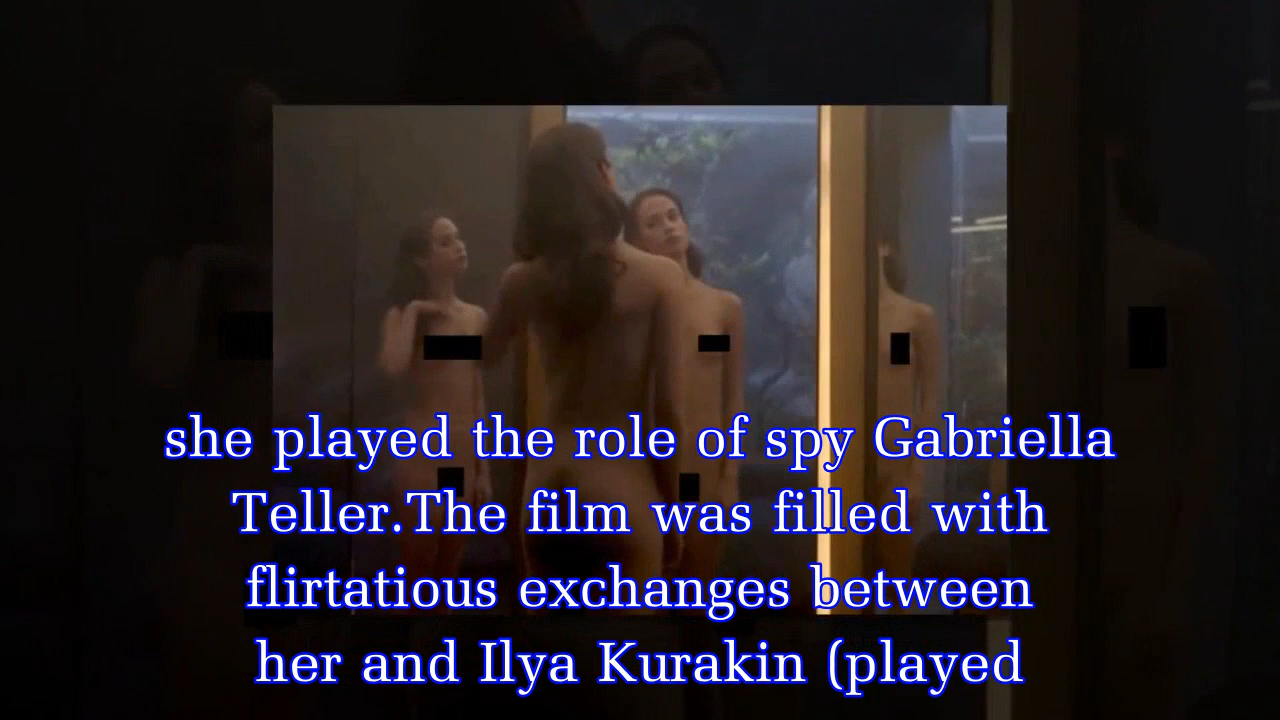 she played the role of spy Gabriella
Teller.The film was filled with
flirtatious exchanges between
her and Ilya Kurakin (played